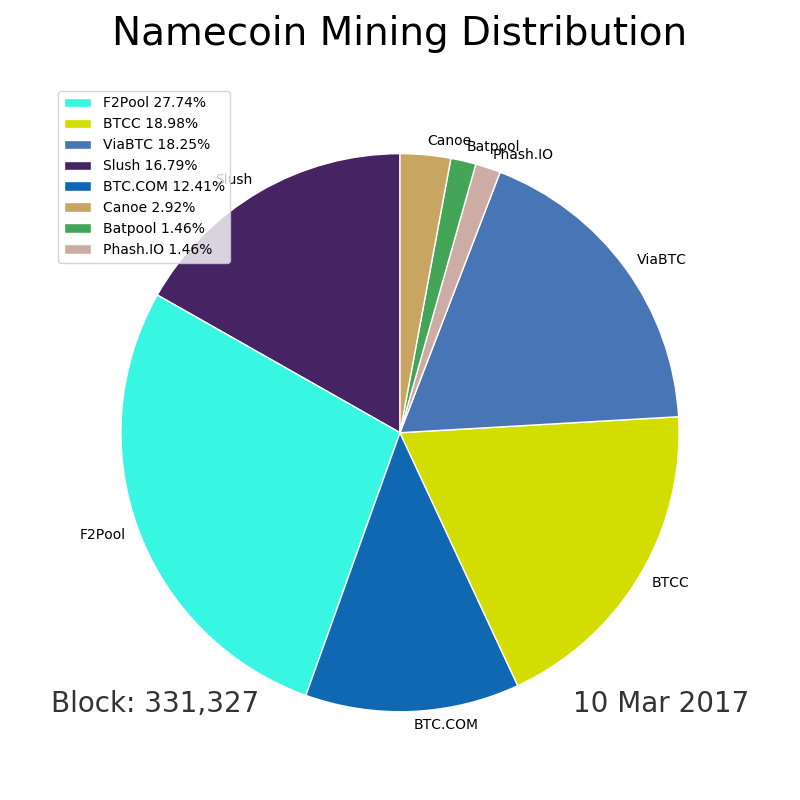 Namecoin Mining Distribution
F2Pool 27.74%
BTCC 18.98%
ViaBTC 18.25%
Slush 16.79%
BTC.COM 12.41%
Canoe 2.92%
Batpool 1.46%
Phash.IO 1.46%
Canoe
Batpool
Phash.IO
Slush
ViaBTC
F2Pool
BTCC
BTC.COM
Block: 331,327
10 Mar 2017